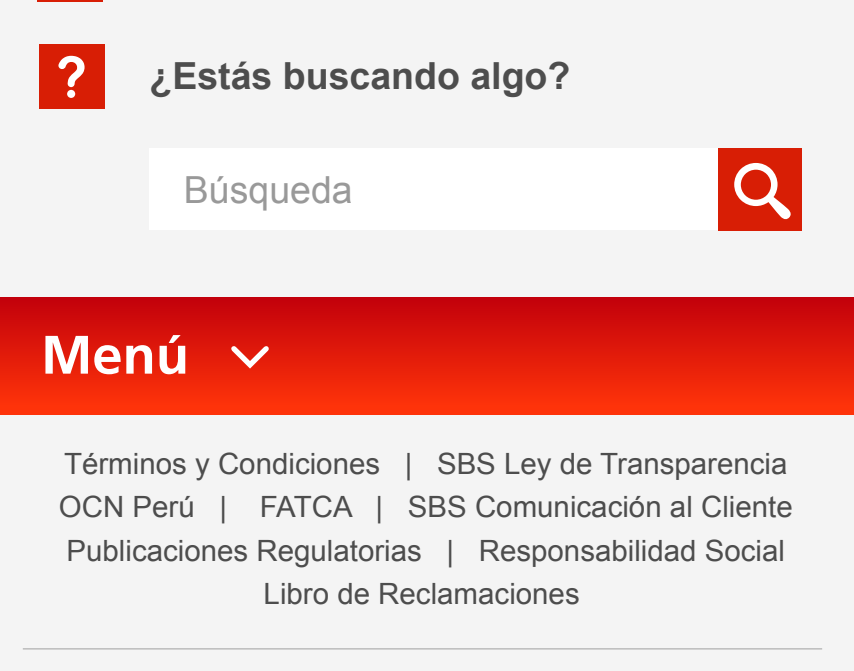 ¿Estás buscando algo?
Búsqueda
Menú
Términos y Condiciones | SBS Ley de Transparencia
OCN Perú | FATCA | SBS Comunicación al Cliente
Publicaciones Regulatorias | Responsabilidad Social
Libro de Reclamaciones